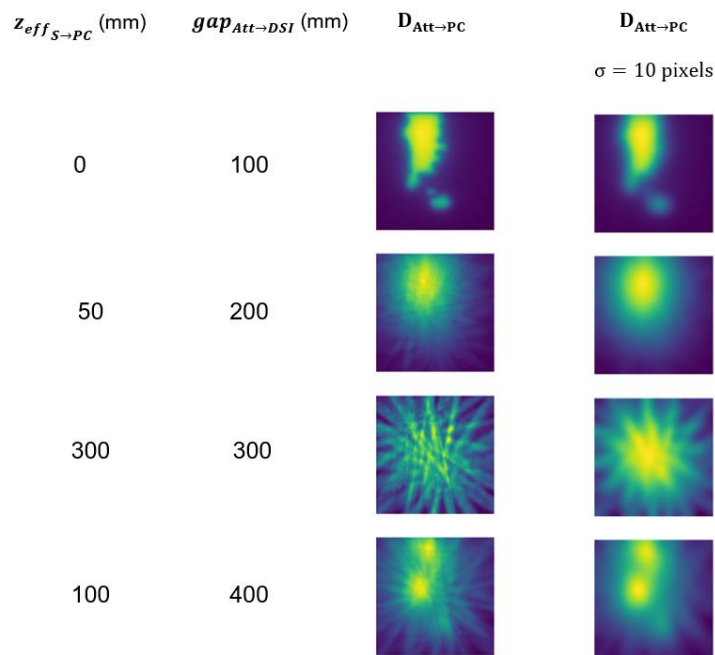 z_eff_S→PC (mm) gap_Att→DSI (mm) D_Att→PC D_Att→PC
σ = 10 pixels
0 100
50 200
300 300
100 400